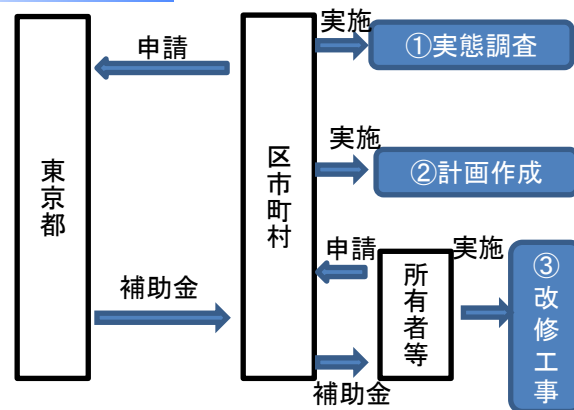 実施
①実態調査
申請
東京都
区市町村
実施
②計画作成
申請
実施
所有者等
③改修工事
補助金
補助金